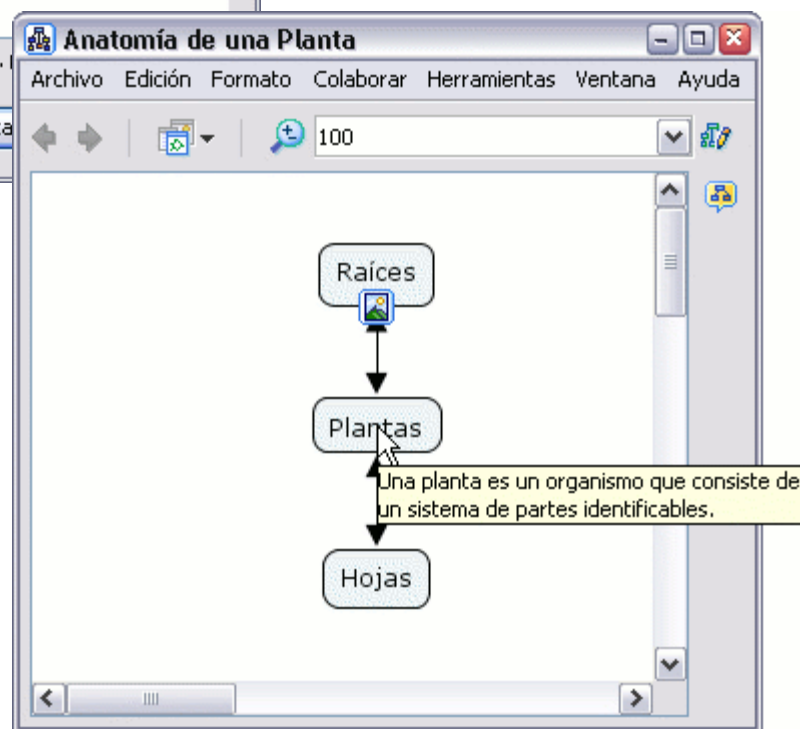 Anatomía de una Planta
Archivo Edición Formato Colaborar Herramientas Ventana Ayuda
100
Raíces
Plantas
Una planta es un organismo que consiste de
un sistema de partes identificables.
Hojas